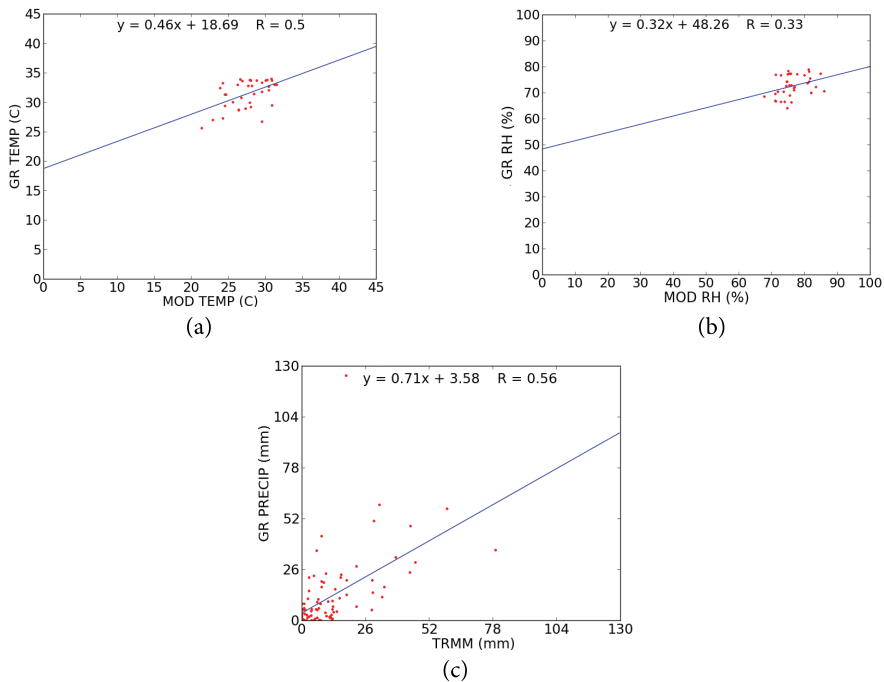 y = 0.46x + 18.69 R = 0.5
GR TEMP (C)
45
40
35
30
25
20
15
10
5
0
0 5 10 15 20 25 30 35 40 45
MOD TEMP (C)
(a)
y = 0.32x + 48.26 R = 0.33
GR RH (%)
100
90
80
70
60
50
40
30
20
10
0
0 10 20 30 40 50 60 70 80 90 100
MOD RH (%)
(b)
y = 0.71x + 3.58 R = 0.56
GR PRECIP (mm)
130
104
78
52
26
0
0 26 52 78 104 130
TRMM (mm)
(c)